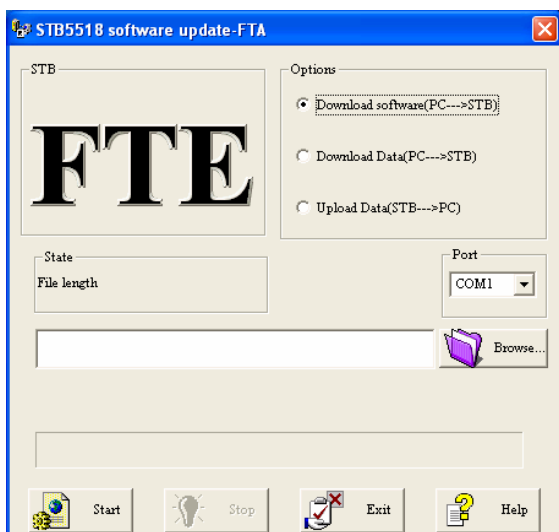 STB5518 software update-FTA
STB
FTE
Options
Download software(PC--->STB)
Download Data(PC--->STB)
Upload Data(STB--->PC)
State
File length
Port
COM1
Browse...
Start
Stop
Exit
Help